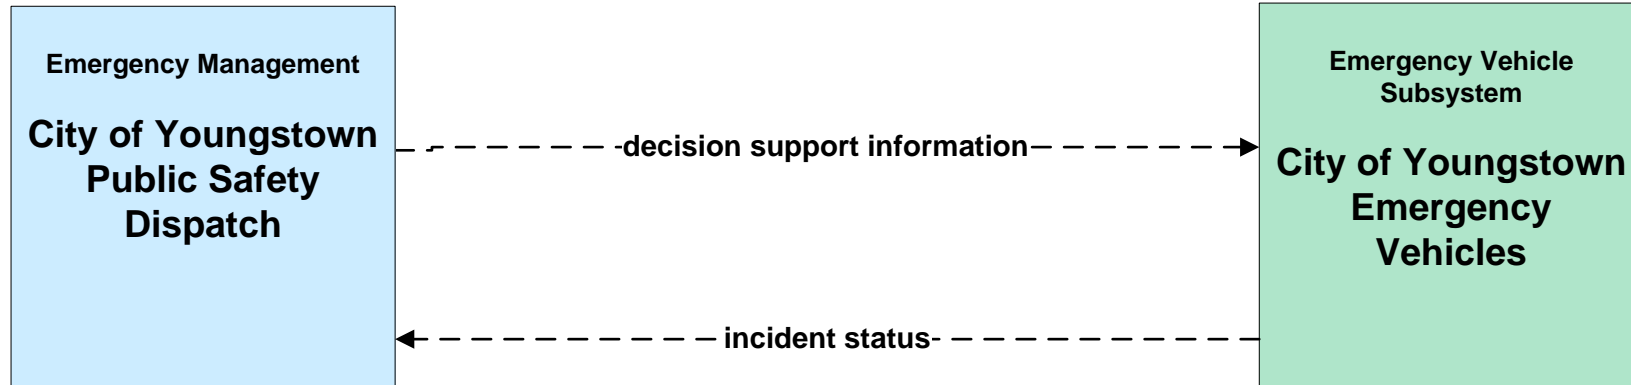 Emergency Management
City of Youngstown
Public Safety
Dispatch
decision support information
incident status
Emergency Vehicle
Subsystem
City of Youngstown
Emergency
Vehicles